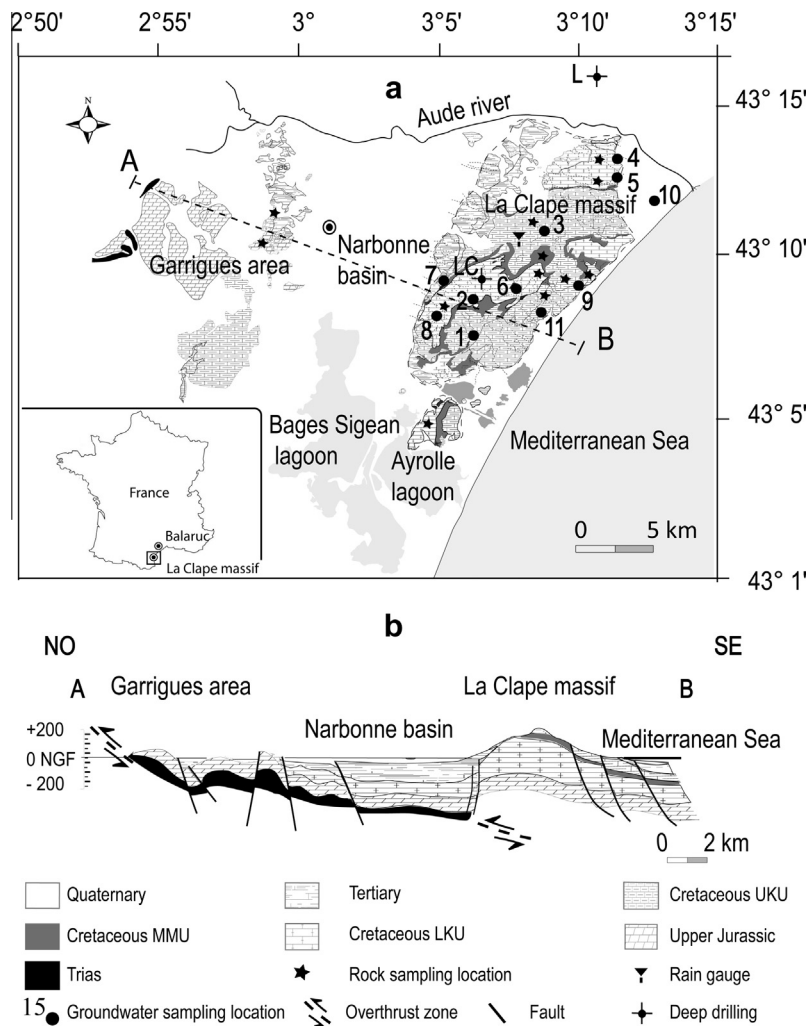 2°50' 2°55' 3° 3°5' 3°10' 3°15'
L
a
Aude river
43° 15'
N
A
4
5
La Clape massif
10
3
Narbonne
basin
43° 10'
Garrigues area
7
LC
6
2
9
8
1
11
B
Bages Sigean
lagoon
43° 5'
Ayrolle
lagoon
Mediterranean Sea
France
Balaruc
La Clape massif
0 5 km
43° 1'
b
NO SE
A Garrigues area La Clape massif B
+200
Narbonne basin
Mediterranean Sea
0 NGF
- 200
0 2 km
Quaternary Tertiary Cretaceous UKU
Cretaceous MMU Cretaceous LKU Upper Jurassic
Trias Rock sampling location Rain gauge
15 Groundwater sampling location Overthrust zone Fault Deep drilling